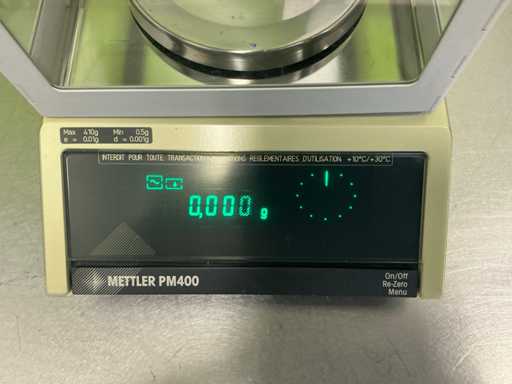 Max 410g Min 0.5g
e = 0.01g d = 0.001g
INTERDIT POUR TOUTE TRANSACTION REGLEMENTAIRES D'UTILISATION +10°C/+30°C
0,000 g
METTLER PM400
On/Off
Re-Zero
Menu